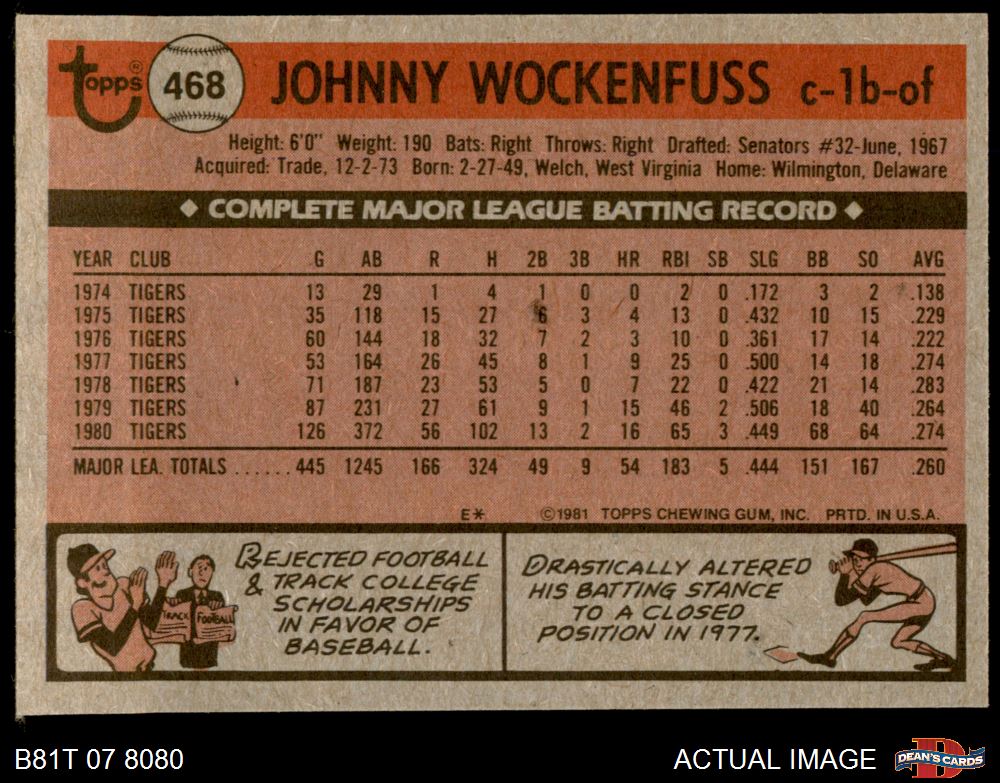 Topps® 468 JOHNNY WOCKENFUSS c-1b-of
Height: 6'0" Weight: 190 Bats: Right Throws: Right Drafted: Senators #32-June, 1967
Acquired: Trade, 12-2-73 Born: 2-27-49, Welch, West Virginia Home: Wilmington, Delaware
◆ COMPLETE MAJOR LEAGUE BATTING RECORD ◆
YEAR CLUB G AB R H 2B 3B HR RBI SB SLG BB SO AVG
1974 TIGERS 13 29 1 4 1 0 0 2 0 .172 3 2 .138
1975 TIGERS 35 118 15 27 6 3 4 13 0 .432 10 15 .229
1976 TIGERS 60 144 18 32 7 2 3 10 0 .361 17 14 .222
1977 TIGERS 53 164 26 45 8 1 9 25 0 .500 14 18 .274
1978 TIGERS 71 187 23 53 5 0 7 22 0 .422 21 14 .283
1979 TIGERS 87 231 27 61 9 1 15 46 2 .506 18 40 .264
1980 TIGERS 126 372 56 102 13 2 16 65 3 .449 68 64 .274
MAJOR LEA. TOTALS ......445 1245 166 324 49 9 54 183 5 .444 151 167 .260
E* ©1981 TOPPS CHEWING GUM, INC. PRTD. IN U.S.A.
REJECTED FOOTBALL
& TRACK COLLEGE
SCHOLARSHIPS
IN FAVOR OF
BASEBALL.
TRACK FOOTBALL
DRASTICALLY ALTERED
HIS BATTING STANCE
TO A CLOSED
POSITION IN 1977.
B81T 07 8080 ACTUAL IMAGE D DEAN'S CARDS